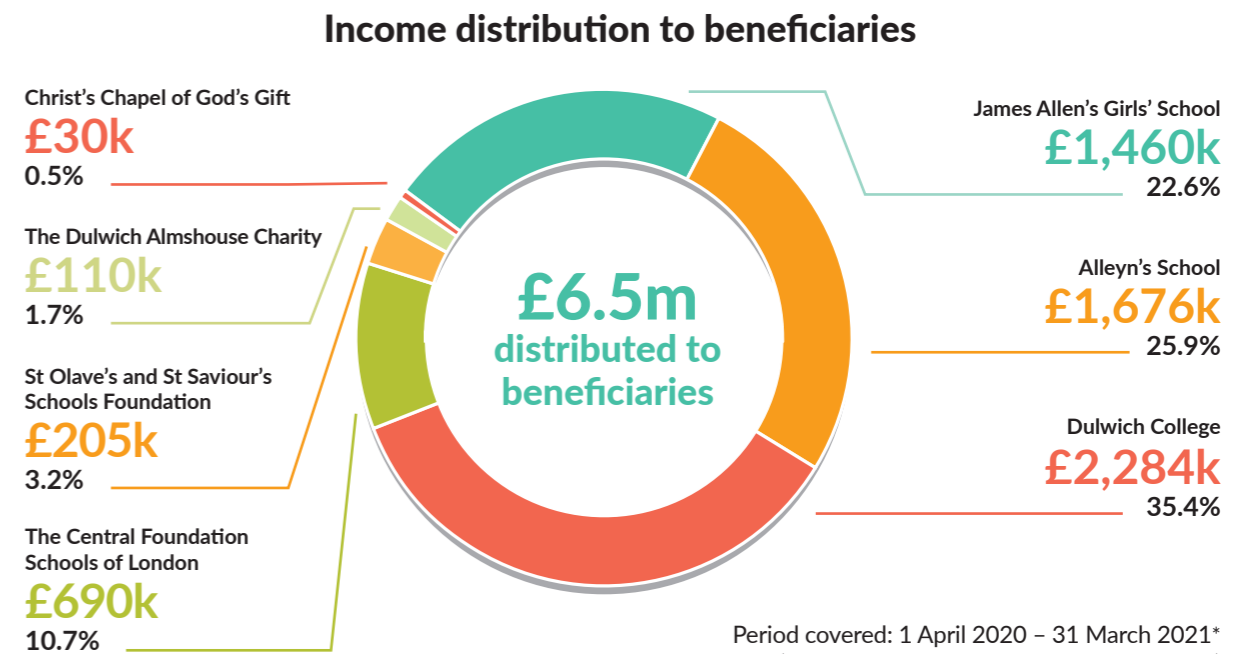 Income distribution to beneficiaries
Christ's Chapel of God's Gift
£30k
0.5%
The Dulwich Almshouse Charity
£110k
1.7%
St Olave's and St Saviour's
Schools Foundation
£205k
3.2%
The Central Foundation
Schools of London
£690k
10.7%
£6.5m
distributed to
beneficiaries
James Allen's Girls' School
£1,460k
22.6%
Alleyn's School
£1,676k
25.9%
Dulwich College
£2,284k
35.4%
Period covered: 1 April 2020 – 31 March 2021*